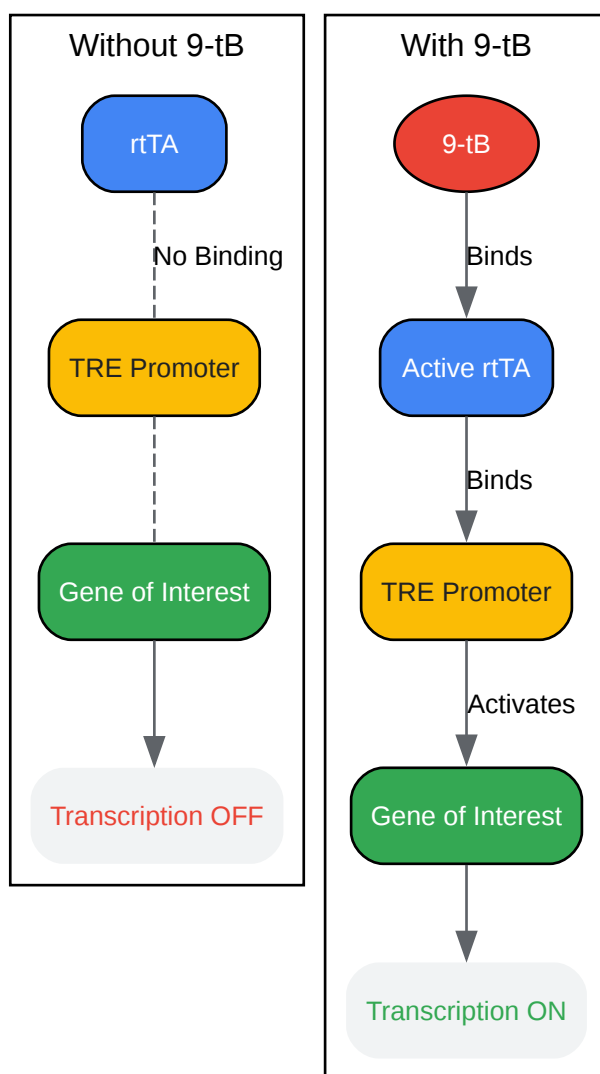 Without 9-tB
rtTA
No Binding
TRE Promoter
Gene of Interest
Transcription OFF
With 9-tB
9-tB
Binds
Active rtTA
Binds
TRE Promoter
Activates
Gene of Interest
Transcription ON